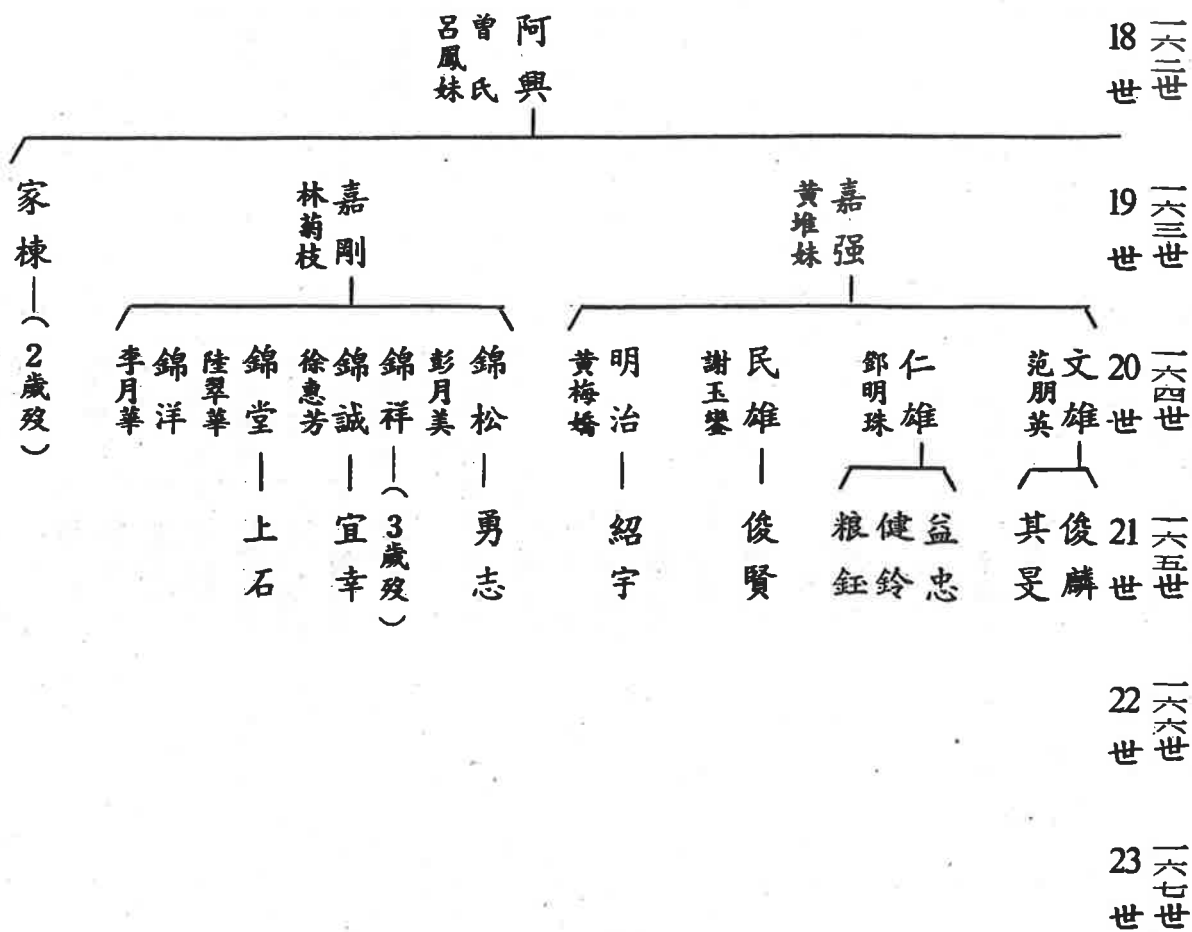 一六二世
18世
阿興
曾氏
呂鳳妹
一六三世
19世
嘉强
黃堆妹
嘉剛
林菊枝
家棟
(2歲歿)
一六四世
20世
文雄
范朋英
仁雄
鄧明珠
民雄
謝玉鑾
明治
黃梅嬌
錦松
彭月美
錦祥
(3歲歿)
錦誠
徐惠芳
錦堂
陸翠華
錦洋
李月華
一六五世
21世
俊麟
其旻
益忠
健鈴
粮鈺
俊賢
紹宇
勇志
宜幸
上石
一六六世
22世
一六七世
23世